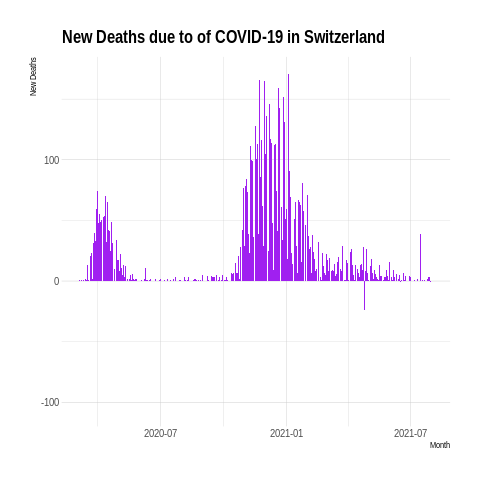 New Deaths due to of COVID-19 in Switzerland
New Deaths
100
0
-100
2020-07
2021-01
2021-07
Month